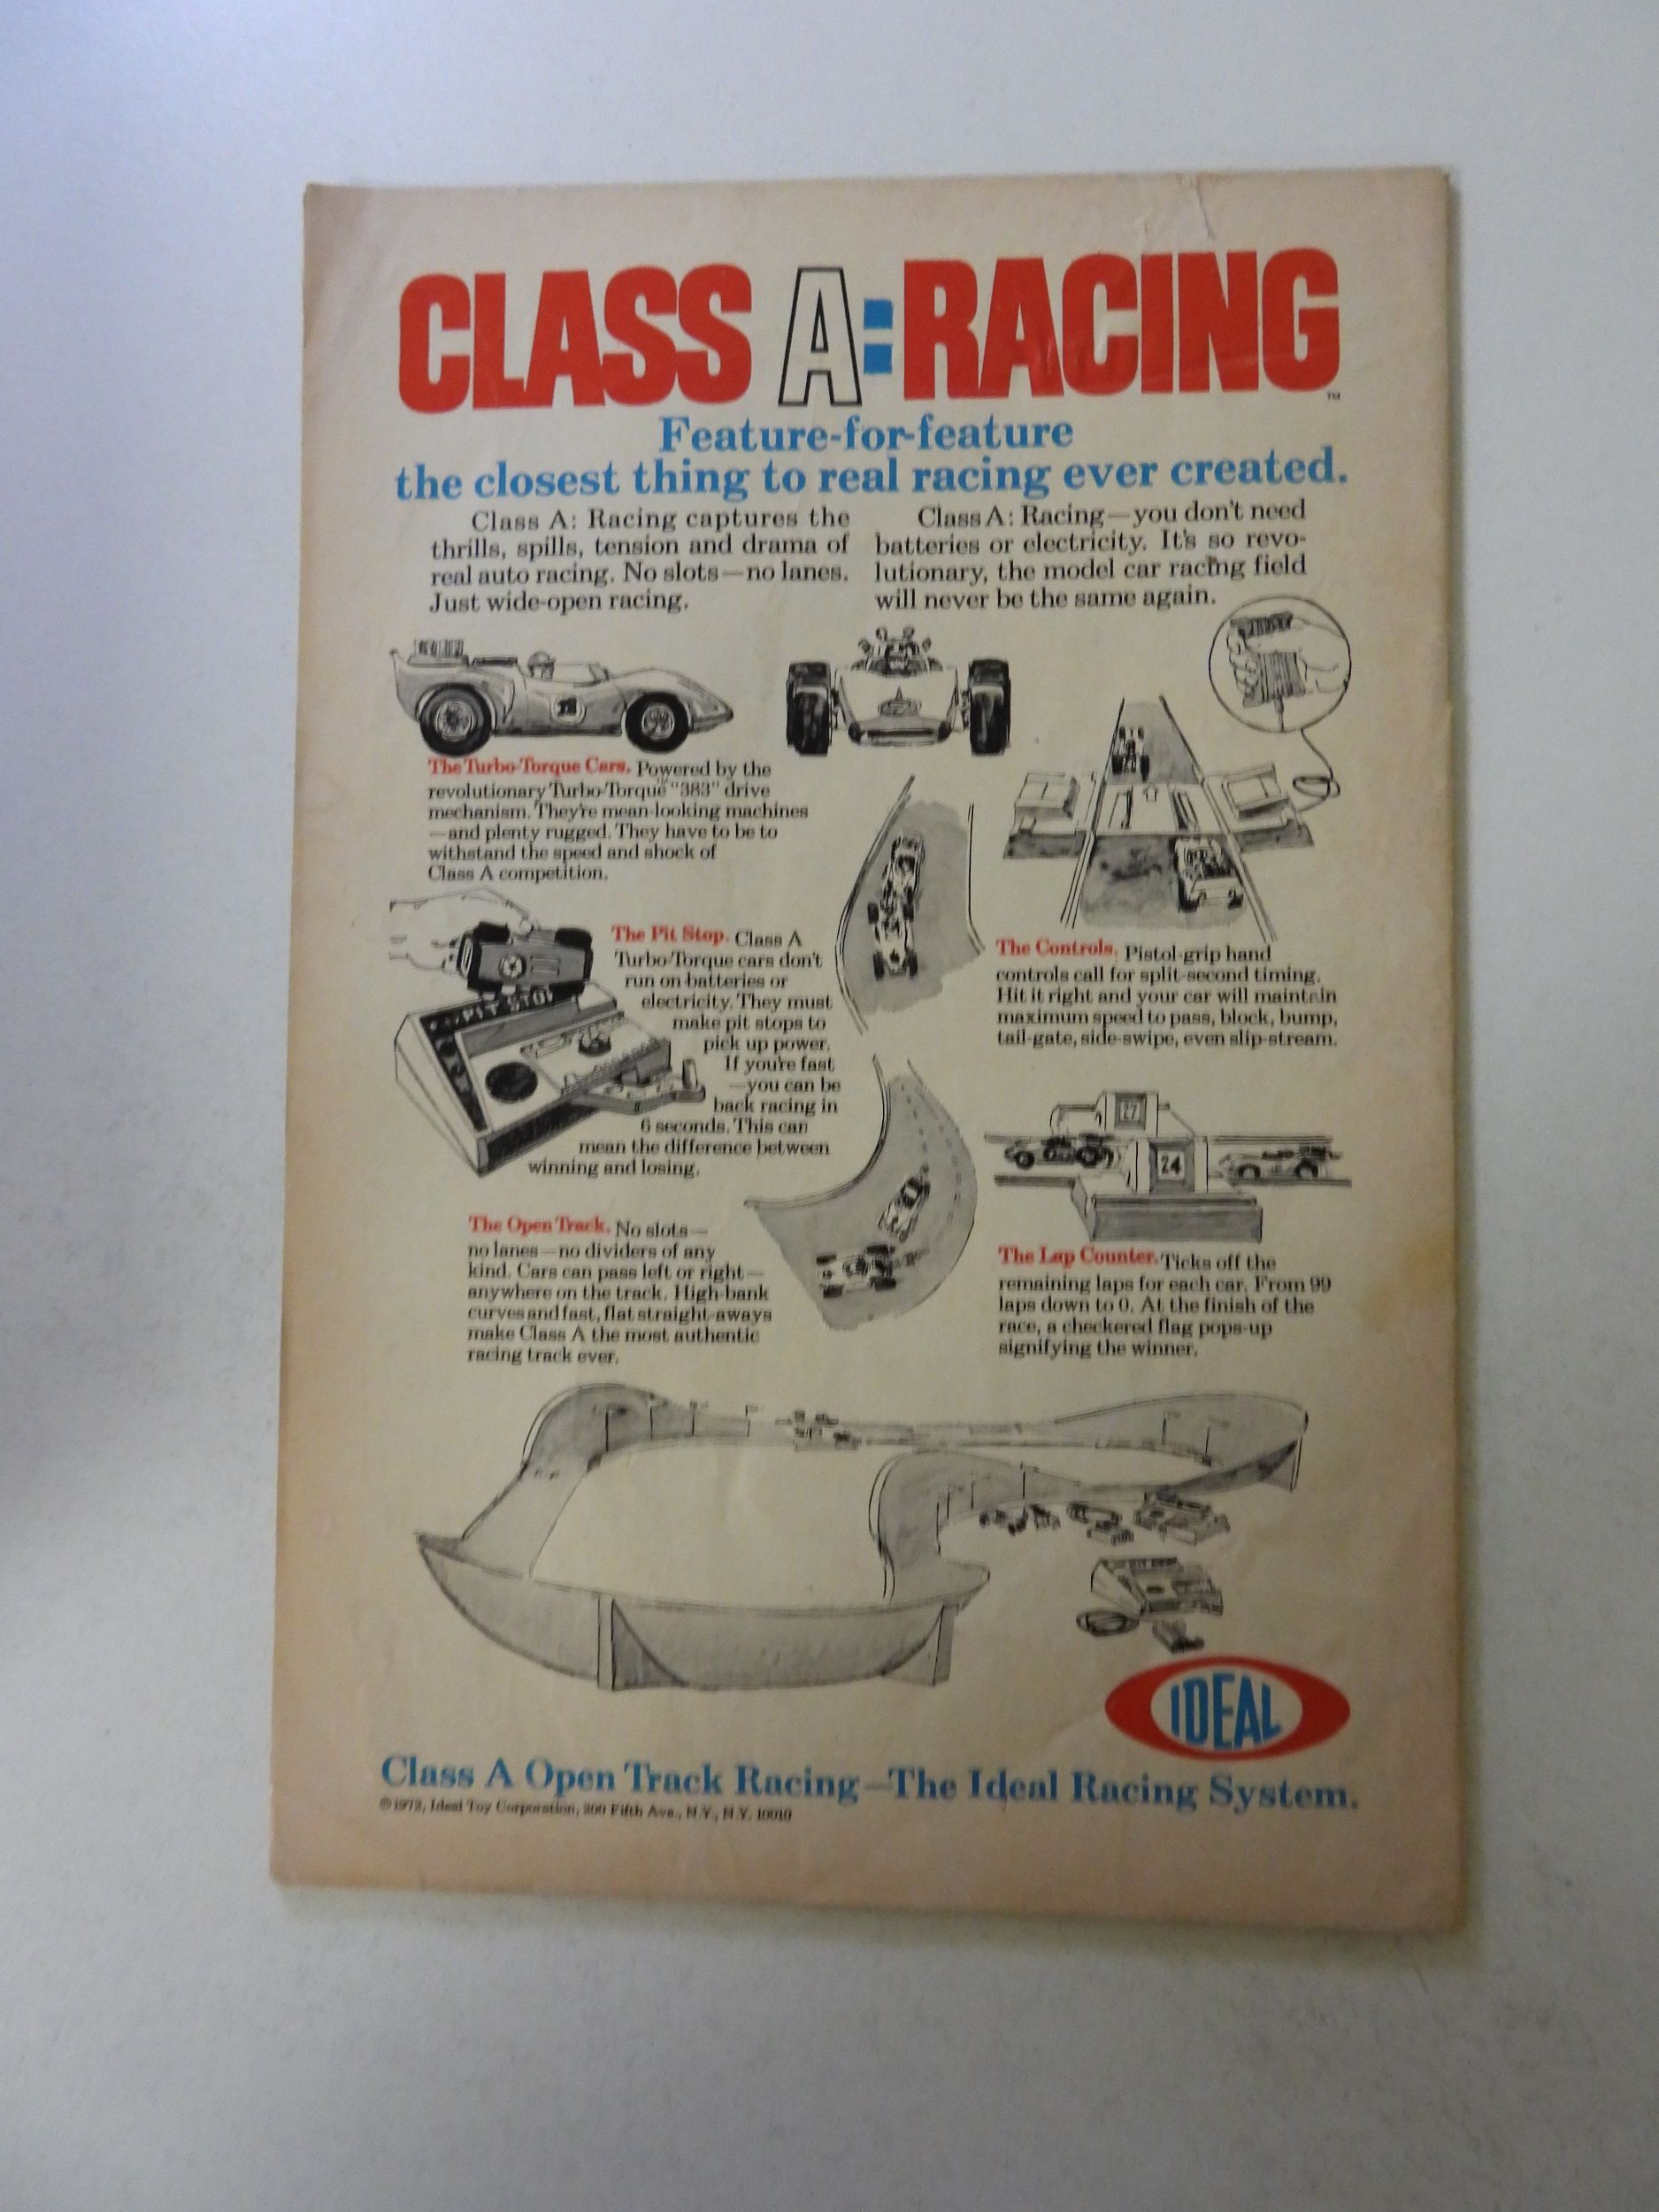 CLASS A: RACING
TM
Feature-for-feature
the closest thing to real racing ever created.
Class A: Racing captures the
thrills, spills, tension and drama of
real auto racing. No slots—no lanes.
Just wide-open racing.
Class A: Racing—you don't need
batteries or electricity. It's so revo-
lutionary, the model car racing field
will never be the same again.
The Turbo-Torque Cars. Powered by the
revolutionary Turbo-Torque "383" drive
mechanism. They're mean-looking machines
—and plenty rugged. They have to be to
withstand the speed and shock of
Class A competition.
PIT STOP
The Pit Stop. Class A
Turbo-Torque cars don't
run on batteries or
electricity. They must
make pit stops to
pick up power.
If you're fast
—you can be
back racing in
6 seconds. This can
mean the difference between
winning and losing.
The Controls. Pistol-grip hand
controls call for split-second timing.
Hit it right and your car will maintain
maximum speed to pass, block, bump,
tail-gate, side-swipe, even slip-stream.
27
24
The Open Track. No slots—
no lanes—no dividers of any
kind. Cars can pass left or right—
anywhere on the track. High-bank
curves and fast, flat straight-aways
make Class A the most authentic
racing track ever.
The Lap Counter. Ticks off the
remaining laps for each car. From 99
laps down to 0. At the finish of the
race, a checkered flag pops-up
signifying the winner.
IDEAL
Class A Open Track Racing—The Ideal Racing System.
©1972, Ideal Toy Corporation, 200 Fifth Ave., N.Y., N.Y. 10010